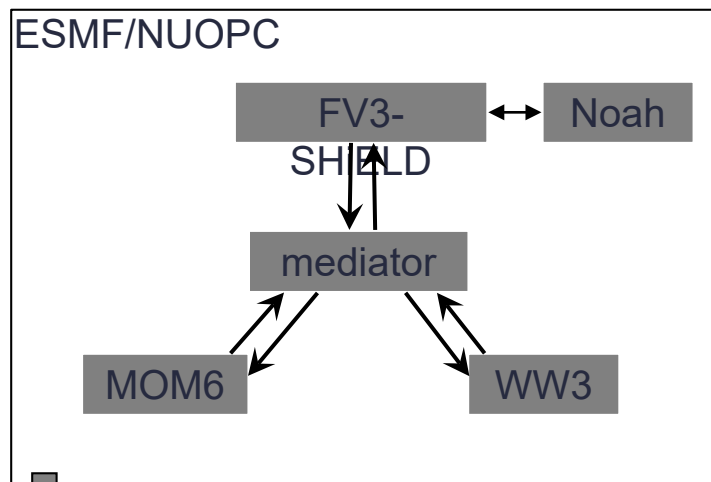 ESMF/NUOPC
FV3-
SHIELD
Noah
mediator
MOM6
WW3